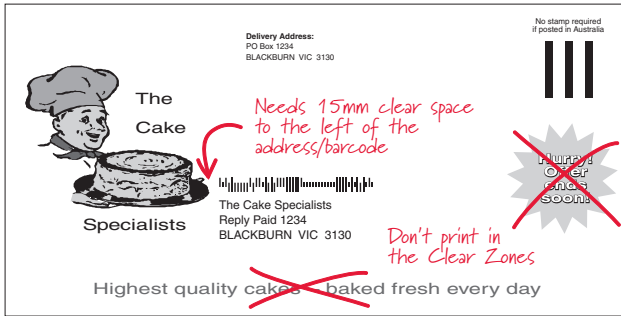 Delivery Address:
PO Box 1234
BLACKBURN VIC 3130
No stamp required
if posted in Australia
The
Cake
Specialists
Needs 15mm clear space
to the left of the
address/barcode
Hurry!
Offer
ends
soon!
The Cake Specialists
Reply Paid 1234
BLACKBURN VIC 3130
Don't print in
the Clear Zones
Highest quality cakes - baked fresh every day